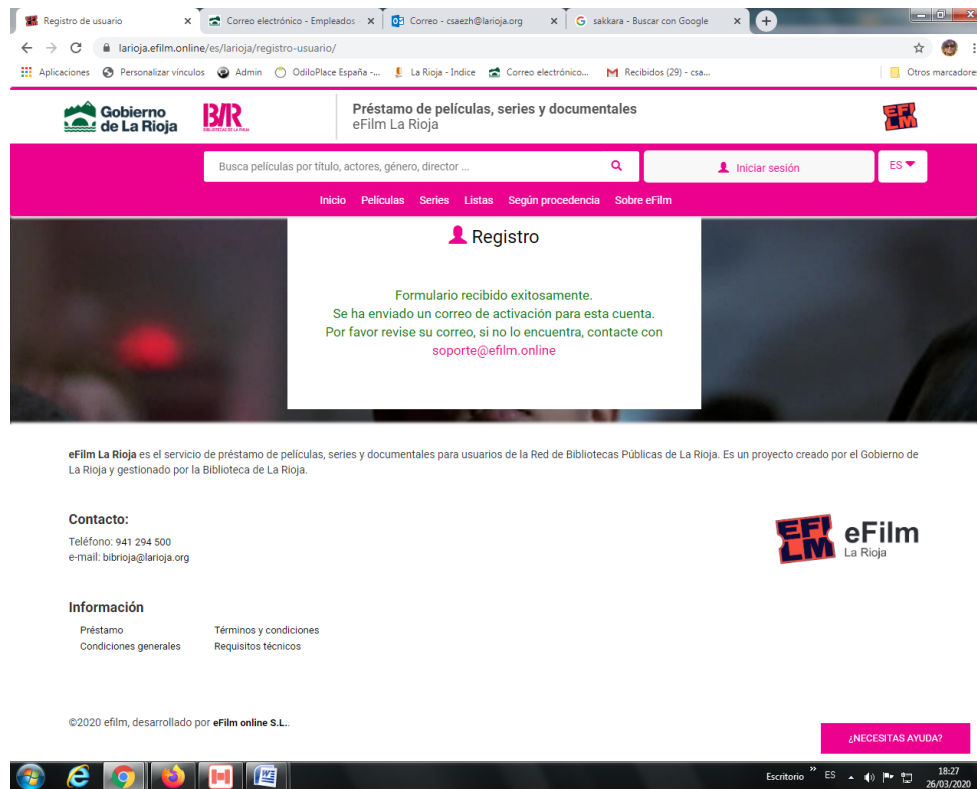 Registro de usuario
Correo electrónico - Empleados
Correo - csaezh@larioja.org
sakkara - Buscar con Google
larioja.efilm.online/es/larioja/registro-usuario/
Aplicaciones Personalizar vínculos Admin OdiloPlace España -... La Rioja - Indice Correo electrónico... Recibidos (29) - csa... Otros marcadores
Gobierno
de La Rioja
B/R
Préstamo de películas, series y documentales
eFilm La Rioja
EFI
LM
Busca películas por título, actores, género, director ...
Iniciar sesión
ES
Inicio Películas Series Listas Según procedencia Sobre eFilm
Registro
Formulario recibido exitosamente.
Se ha enviado un correo de activación para esta cuenta.
Por favor revise su correo, si no lo encuentra, contacte con
soporte@efilm.online
eFilm La Rioja es el servicio de préstamo de películas, series y documentales para usuarios de la Red de Bibliotecas Públicas de La Rioja. Es un proyecto creado por el Gobierno de
La Rioja y gestionado por la Biblioteca de La Rioja.
Contacto:
Teléfono: 941 294 500
e-mail: bibrioja@larioja.org
EFI
LM
eFilm
La Rioja
Información
Préstamo Términos y condiciones
Condiciones generales Requisitos técnicos
©2020 efilm, desarrollado por eFilm online S.L..
¿NECESITAS AYUDA?
Escritorio » ES 18:27
26/03/2020